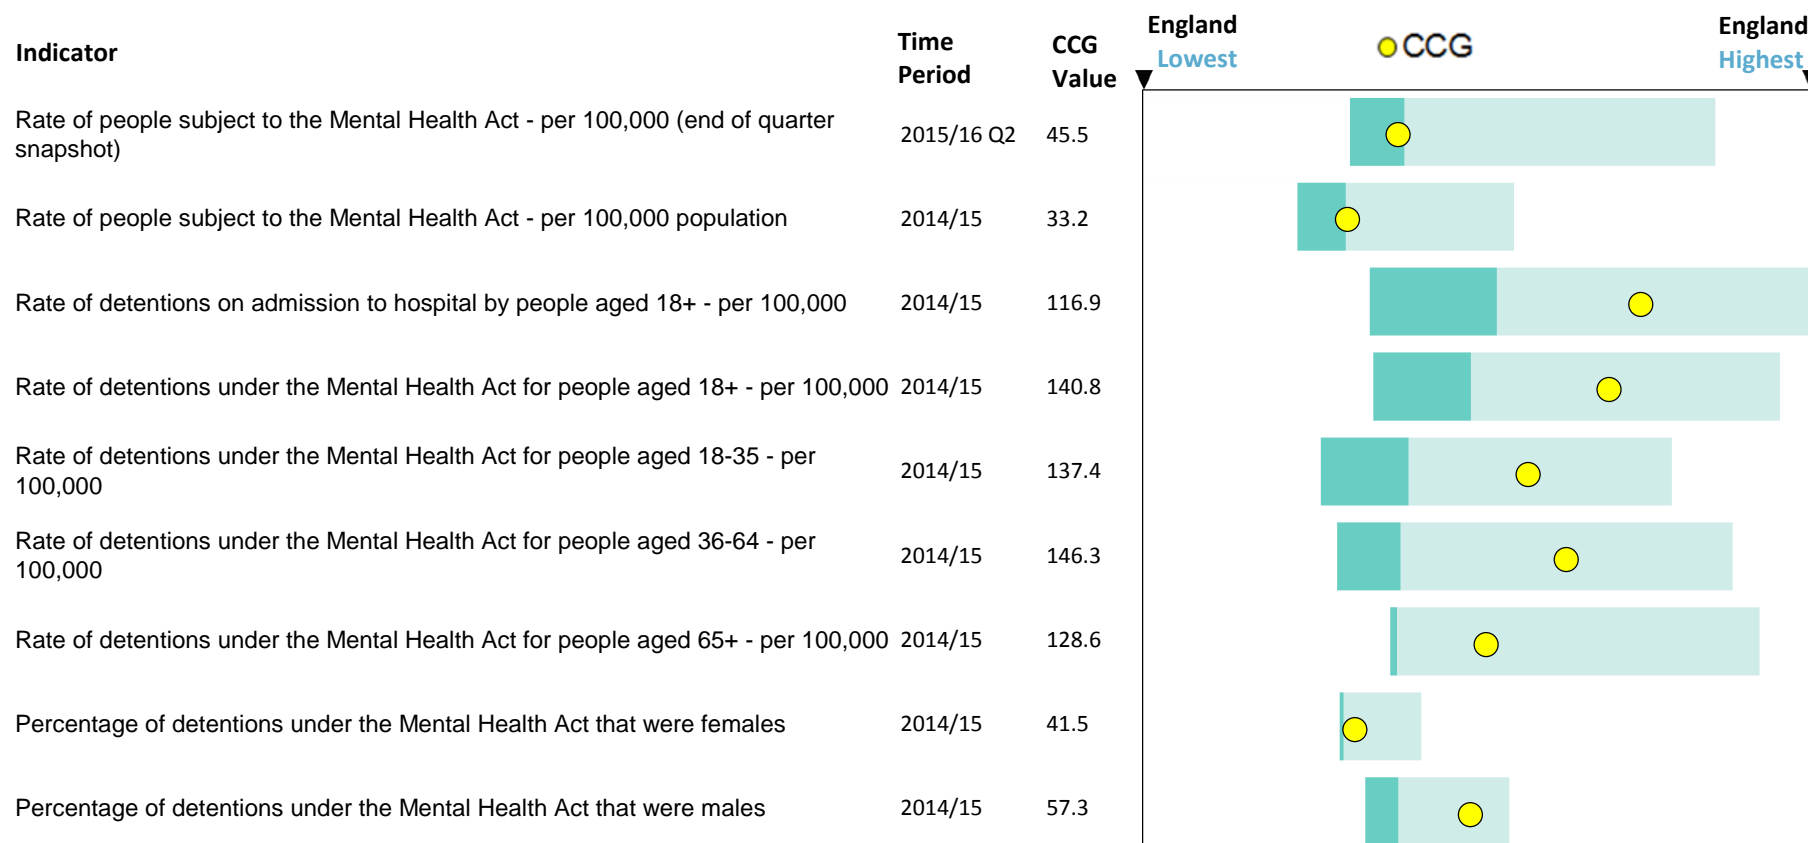 Indicator
Time
Period
CCG
Value
England
Lowest
CCG
England
Highest
Rate of people subject to the Mental Health Act - per 100,000 (end of quarter
snapshot)
2015/16 Q2
45.5
Rate of people subject to the Mental Health Act - per 100,000 population
2014/15
33.2
Rate of detentions on admission to hospital by people aged 18+ - per 100,000
2014/15
116.9
Rate of detentions under the Mental Health Act for people aged 18+ - per 100,000
2014/15
140.8
Rate of detentions under the Mental Health Act for people aged 18-35 - per
100,000
2014/15
137.4
Rate of detentions under the Mental Health Act for people aged 36-64 - per
100,000
2014/15
146.3
Rate of detentions under the Mental Health Act for people aged 65+ - per 100,000
2014/15
128.6
Percentage of detentions under the Mental Health Act that were females
2014/15
41.5
Percentage of detentions under the Mental Health Act that were males
2014/15
57.3